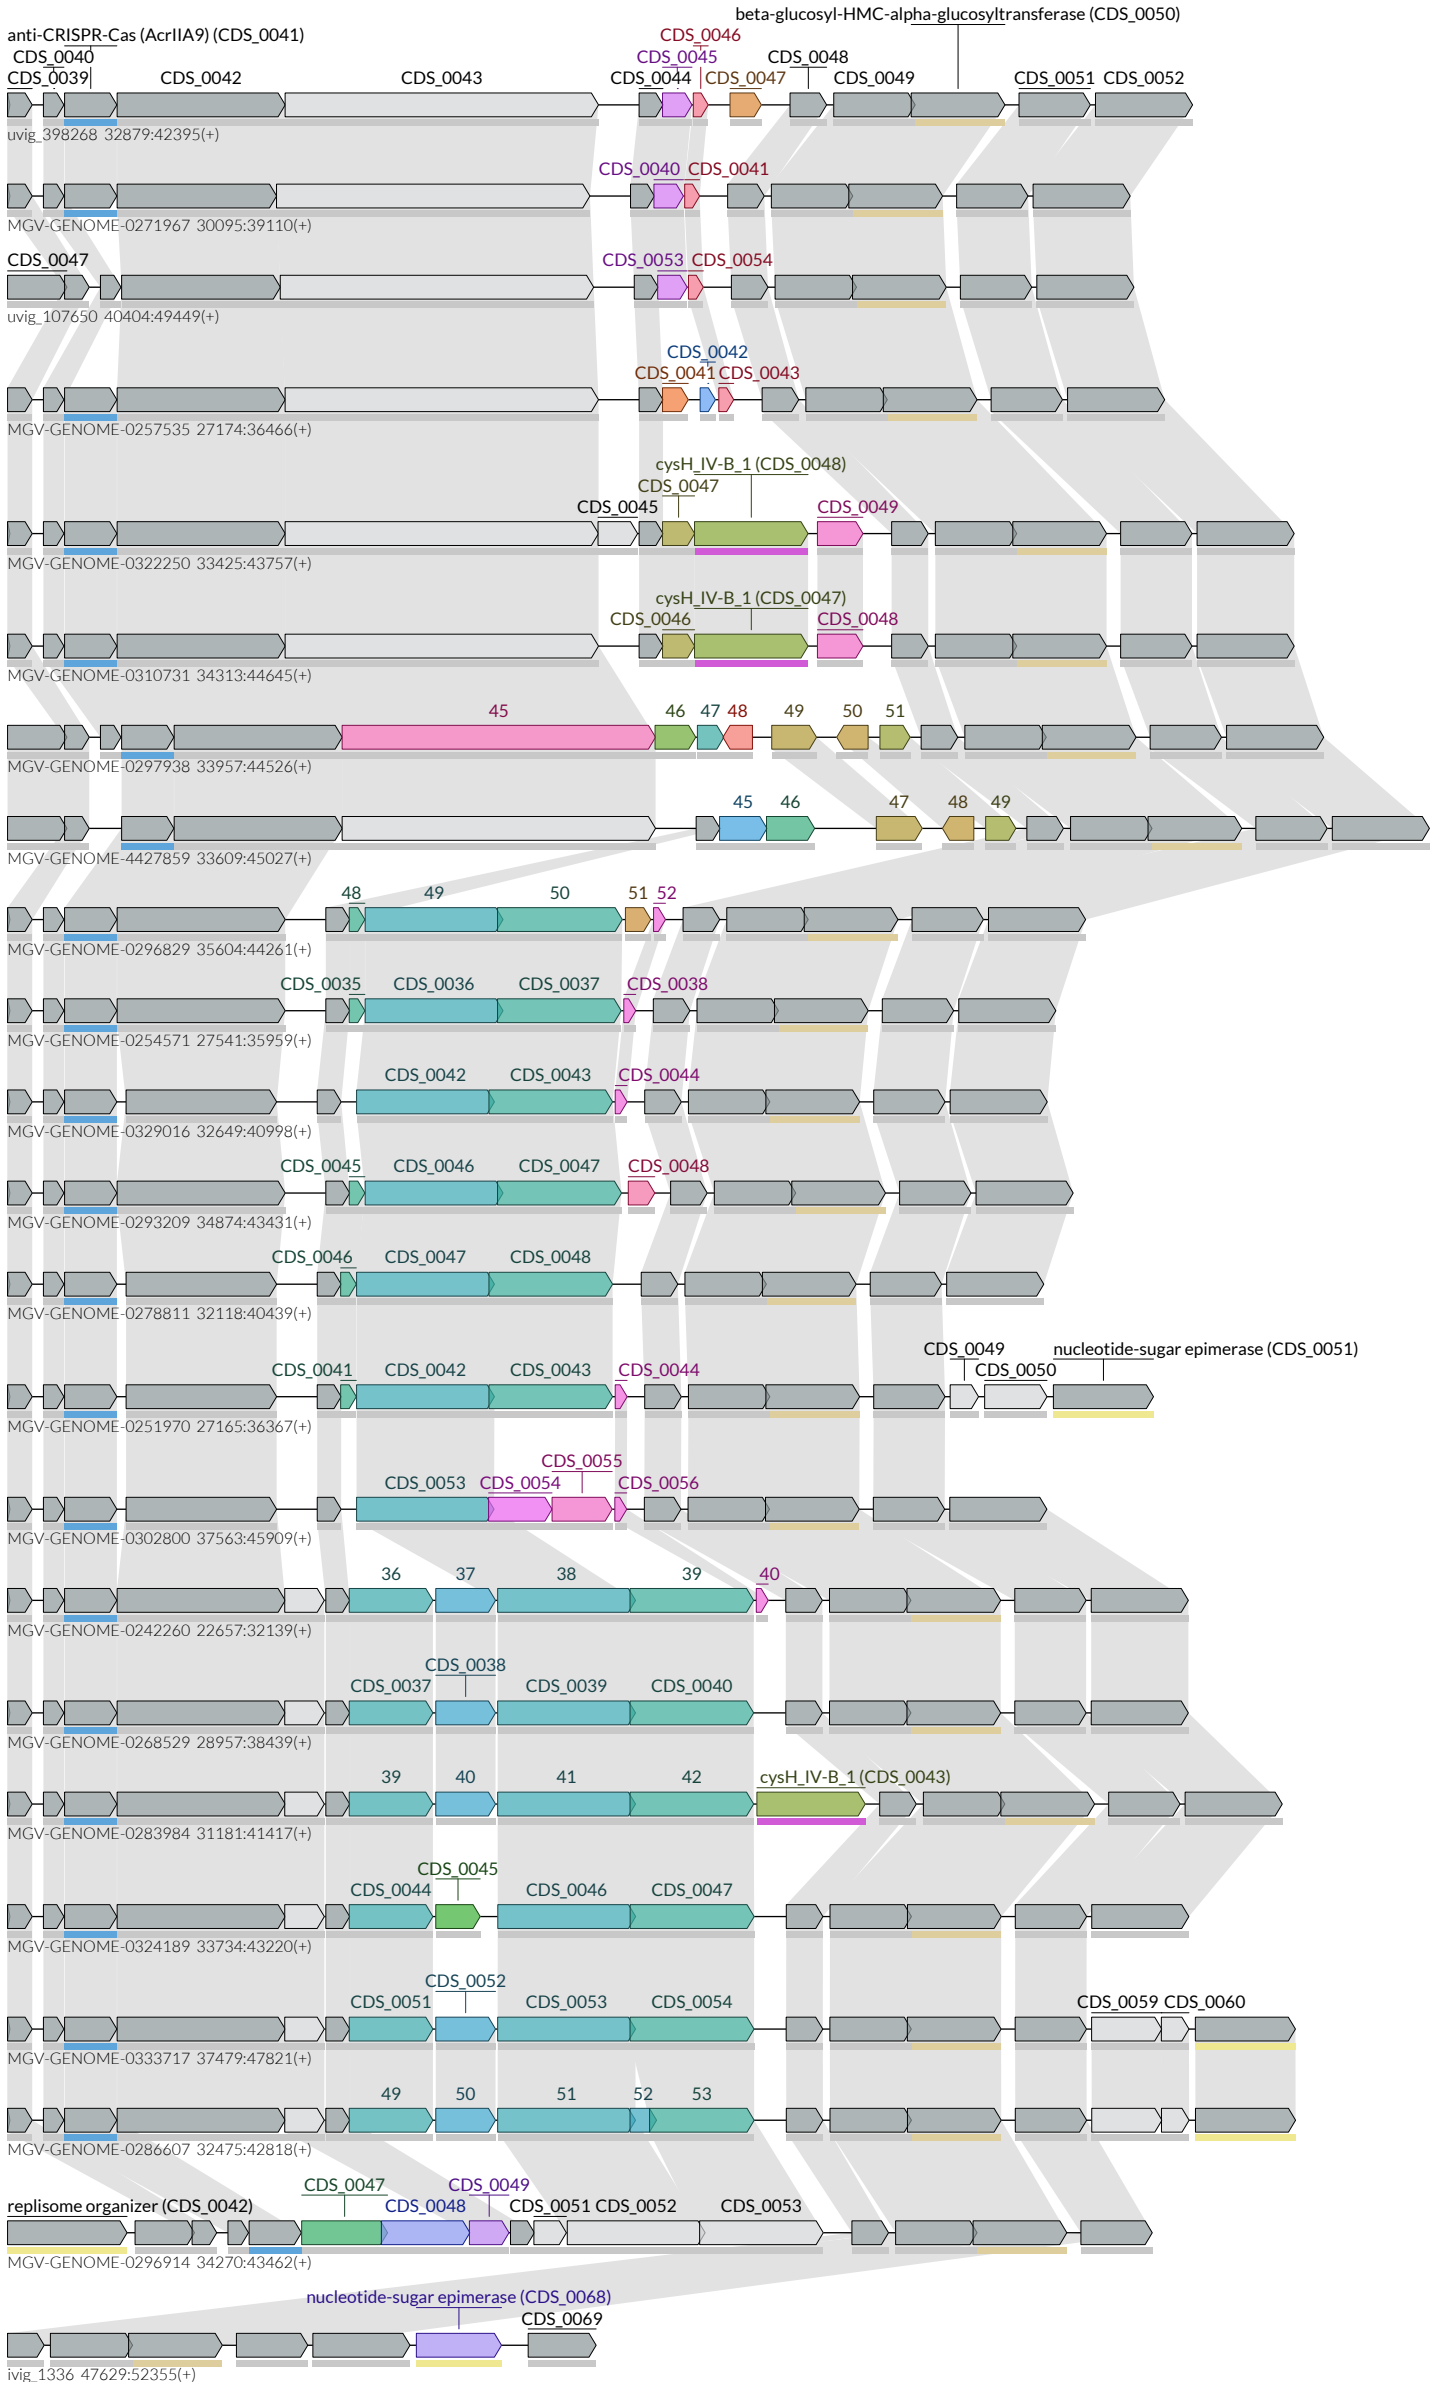 beta-glucosyl-HMC-alpha-glucosyltransferase (CDS_0050)
anti-CRISPR-Cas (AcrIIA9) (CDS_0041) CDS_0046
CDS_0040 CDS_0045 CDS_0048
CDS_0039 CDS_0042 CDS_0043 CDS_0044 CDS_0047 CDS_0049 CDS_0051 CDS_0052
uvig_398268 32879:42395(+)
CDS_0040 CDS_0041
MGV-GENOME-0271967 30095:39110(+)
CDS_0047 CDS_0053 CDS_0054
uvig_107650 40404:49449(+)
CDS_0042
CDS_0041 CDS_0043
MGV-GENOME-0257535 27174:36466(+)
cysH_IV-B_1 (CDS_0048)
CDS_0047
CDS_0045 CDS_0049
MGV-GENOME-0322250 33425:43757(+)
cysH_IV-B_1 (CDS_0047)
CDS_0046 CDS_0048
MGV-GENOME-0310731 34313:44645(+)
45 46 47 48 49 50 51
MGV-GENOME-0297938 33957:44526(+)
45 46 47 48 49
MGV-GENOME-4427859 33609:45027(+)
48 49 50 51 52
MGV-GENOME-0296829 35604:44261(+)
CDS_0035 CDS_0036 CDS_0037 CDS_0038
MGV-GENOME-0254571 27541:35959(+)
CDS_0042 CDS_0043 CDS_0044
MGV-GENOME-0329016 32649:40998(+)
CDS_0045 CDS_0046 CDS_0047 CDS_0048
MGV-GENOME-0293209 34874:43431(+)
CDS_0046 CDS_0047 CDS_0048
MGV-GENOME-0278811 32118:40439(+)
CDS_0049 nucleotide-sugar epimerase (CDS_0051)
CDS_0041 CDS_0042 CDS_0043 CDS_0044 CDS_0050
MGV-GENOME-0251970 27165:36367(+)
CDS_0055
CDS_0053 CDS_0054 CDS_0056
MGV-GENOME-0302800 37563:45909(+)
36 37 38 39 40
MGV-GENOME-0242260 22657:32139(+)
CDS_0038
CDS_0037 CDS_0039 CDS_0040
MGV-GENOME-0268529 28957:38439(+)
39 40 41 42 cysH_IV-B_1 (CDS_0043)
MGV-GENOME-0283984 31181:41417(+)
CDS_0045
CDS_0044 CDS_0046 CDS_0047
MGV-GENOME-0324189 33734:43220(+)
CDS_0052
CDS_0051 CDS_0053 CDS_0054 CDS_0059 CDS_0060
MGV-GENOME-0333717 37479:47821(+)
49 50 51 52 53
MGV-GENOME-0286607 32475:42818(+)
CDS_0047 CDS_0049
replisome organizer (CDS_0042) CDS_0048 CDS_0051 CDS_0052 CDS_0053
MGV-GENOME-0296914 34270:43462(+)
nucleotide-sugar epimerase (CDS_0068)
CDS_0069
ivig_1336 47629:52355(+)